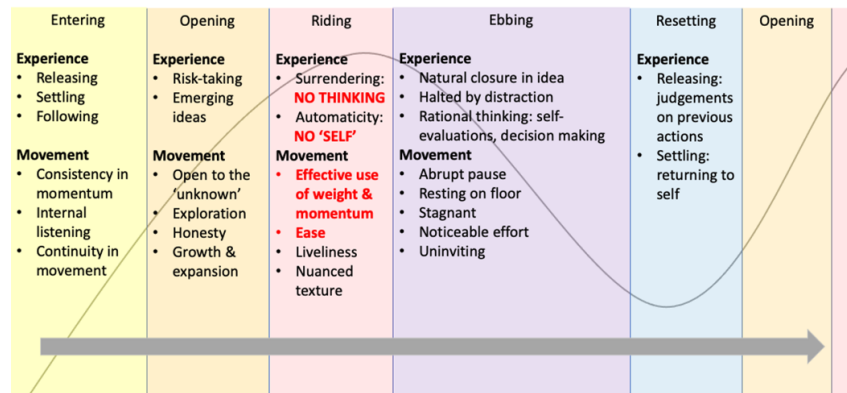 Entering
Experience
• Releasing
• Settling
• Following
Movement
• Consistency in
momentum
• Internal
listening
• Continuity in
movement
Opening
Experience
• Risk-taking
• Emerging
ideas
Movement
• Open to the
‘unknown’
• Exploration
• Honesty
• Growth &
expansion
Riding
Experience
• Surrendering:
NO THINKING
• Automaticity:
NO ‘SELF’
Movement
• Effective use
of weight &
momentum
• Ease
• Liveliness
• Nuanced
texture
Ebbing
Experience
• Natural closure in idea
• Halted by distraction
• Rational thinking: self-
evaluations, decision making
Movement
• Abrupt pause
• Resting on floor
• Stagnant
• Noticeable effort
• Uninviting
Resetting
Experience
• Releasing:
judgements
on previous
actions
• Settling:
returning to
self
Opening